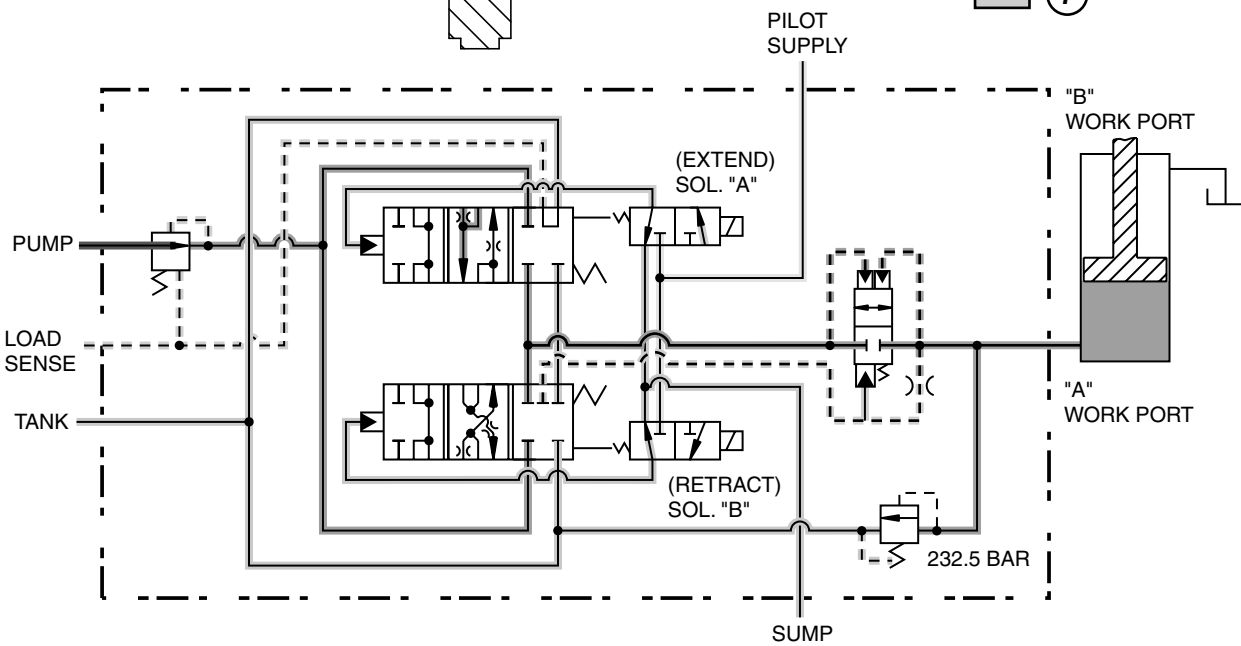 PILOT
SUPPLY
"B"
WORK PORT
(EXTEND)
SOL. "A"
PUMP
LOAD
SENSE
TANK
"A"
WORK PORT
(RETRACT)
SOL. "B"
232.5 BAR
SUMP